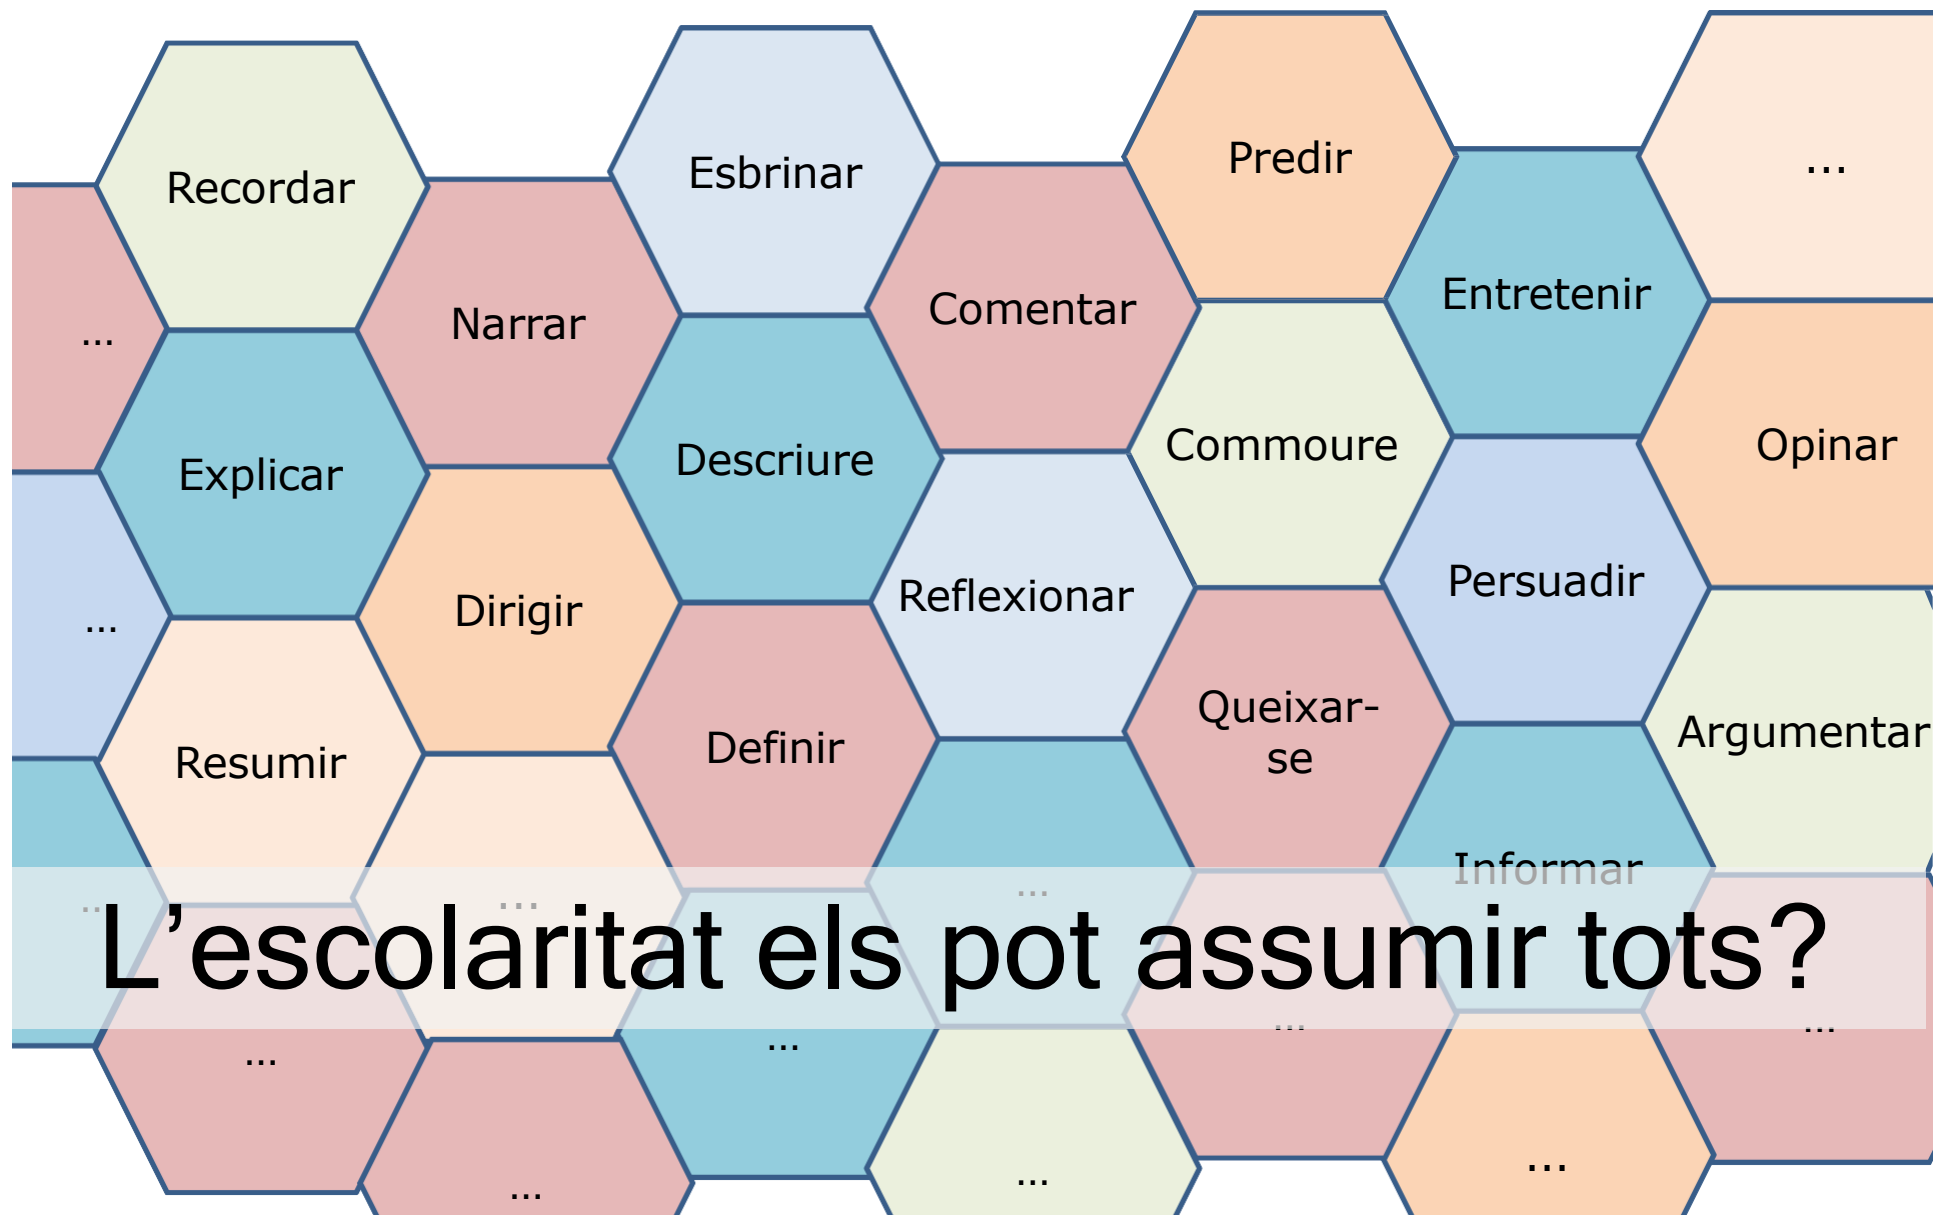 Recordar
Esbrinar
Predir
...
...
Narrar
Comentar
Entretenir
Explicar
Descriure
Commoure
Opinar
...
Dirigir
Reflexionar
Persuadir
Resumir
Definir
Queixar-
se
Argumentar
...
...
...
Informar
L’escolaritat els pot assumir tots?
...
...
...
...
...
...
...